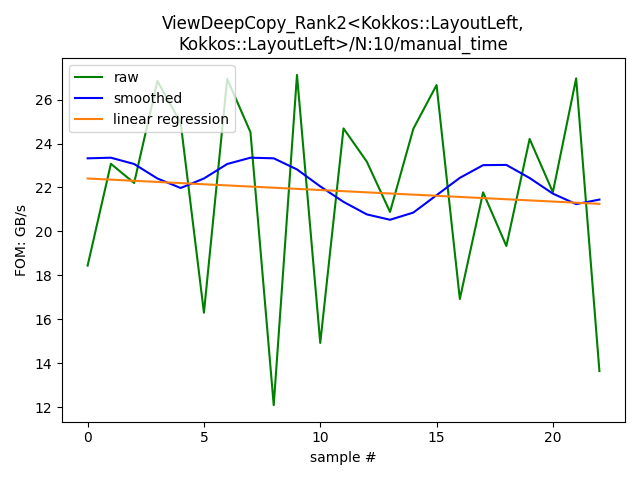 ViewDeepCopy_Rank2<Kokkos::LayoutLeft,
Kokkos::LayoutLeft>/N:10/manual_time
raw
smoothed
linear regression
FOM: GB/s
26
24
22
20
18
16
14
12
0
5
10
15
20
sample #